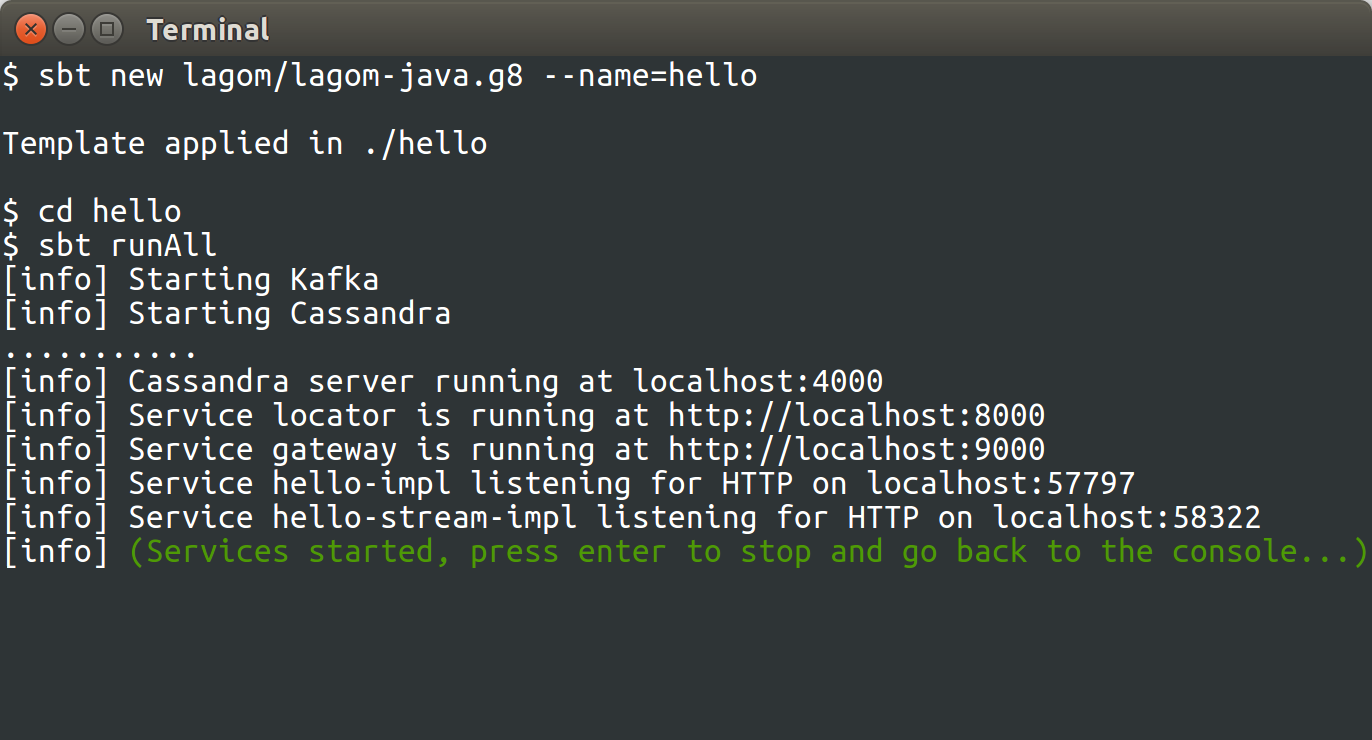 Terminal
$ sbt new lagom/lagom-java.g8 --name=hello
Template applied in ./hello
$ cd hello
$ sbt runAll
[info] Starting Kafka
[info] Starting Cassandra
...........
[info] Cassandra server running at localhost:4000
[info] Service locator is running at http://localhost:8000
[info] Service gateway is running at http://localhost:9000
[info] Service hello-impl listening for HTTP on localhost:57797
[info] Service hello-stream-impl listening for HTTP on localhost:58322
[info] (Services started, press enter to stop and go back to the console...)